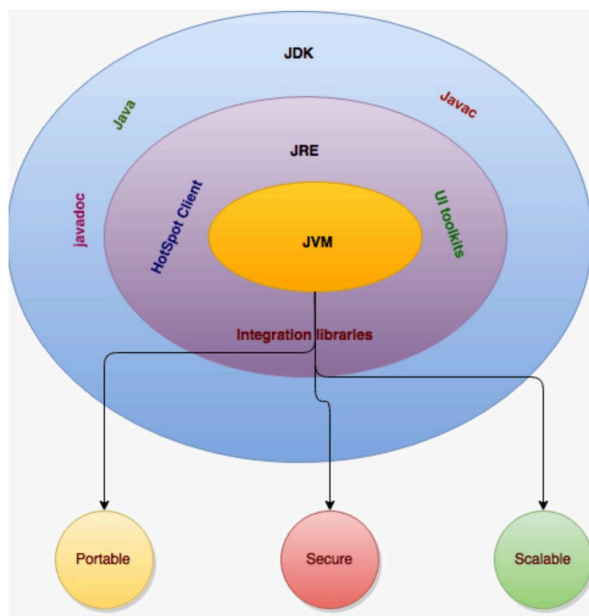 JDK
Java
Javac
JRE
javadoc
HotSpot Client
UI toolkits
JVM
Integration libraries
Portable
Secure
Scalable